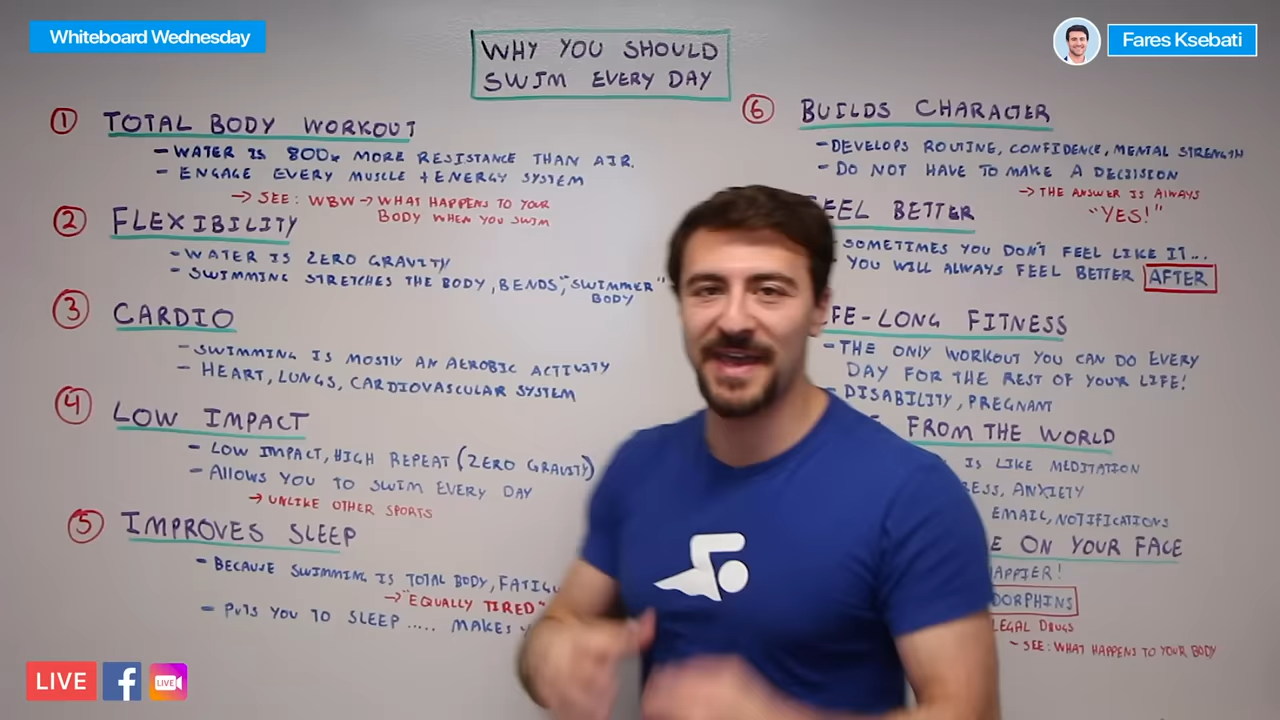 Whiteboard Wednesday
Fares Ksebati
WHY YOU SHOULD
SWIM EVERY DAY
1 TOTAL BODY WORKOUT
- WATER IS 800x MORE RESISTANCE THAN AIR.
- ENGAGE EVERY MUSCLE + ENERGY SYSTEM
→ SEE: WBW → WHAT HAPPENS TO YOUR
BODY WHEN YOU SWIM
2 FLEXIBILITY
- WATER IS ZERO GRAVITY
- SWIMMING STRETCHES THE BODY, BENDS, "SWIMMER"
BODY
3 CARDIO
- SWIMMING IS MOSTLY AN AEROBIC ACTIVITY
- HEART, LUNGS, CARDIOVASCULAR SYSTEM
4 LOW IMPACT
- LOW IMPACT, HIGH REPEAT (ZERO GRAVITY)
- ALLOWS YOU TO SWIM EVERY DAY
→ UNLIKE OTHER SPORTS
5 IMPROVES SLEEP
- BECAUSE SWIMMING IS TOTAL BODY,
→ "EQUALLY TIRED"
- PUTS YOU TO SLEEP ..... MAKES
6 BUILDS CHARACTER
- DEVELOPS ROUTINE, CONFIDENCE, MENTAL STRENGTH
- DO NOT HAVE TO MAKE A DECISION
→ THE ANSWER IS ALWAYS
"YES!"
BETTER
SOMETIMES YOU DON'T FEEL LIKE IT...
YOU WILL ALWAYS FEEL BETTER AFTER
FITNESS
- THE ONLY WORKOUT YOU CAN DO EVERY
DAY FOR THE REST OF YOUR LIFE!
- DISABILITY, PREGNANT
FROM THE WORLD
IS LIKE MEDITATION
ANXIETY
EMAIL, NOTIFICATIONS
ON YOUR FACE
LEGAL DRUGS
~ SEE: WHAT HAPPENS TO YOUR BODY
LIVE
LIVE